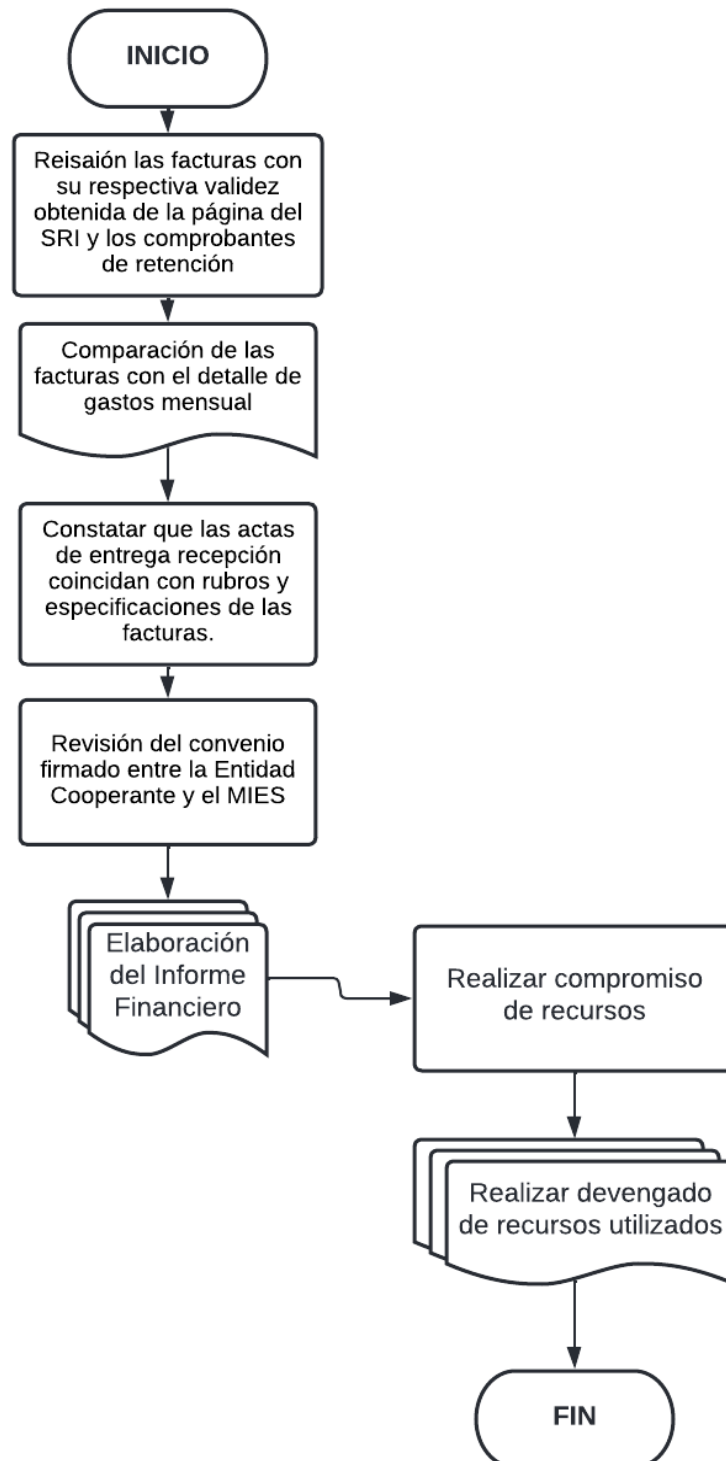 INICIO
Reisaión las facturas con
su respectiva validez
obtenida de la página del
SRI y los comprobantes
de retención
Comparación de las
facturas con el detalle de
gastos mensual
Constatar que las actas
de entrega recepción
coincidan con rubros y
especificaciones de las
facturas.
Revisión del convenio
firmado entre la Entidad
Cooperante y el MIES
Elaboración
del Informe
Financiero
Realizar compromiso
de recursos
Realizar devengado
de recursos utilizados
FIN